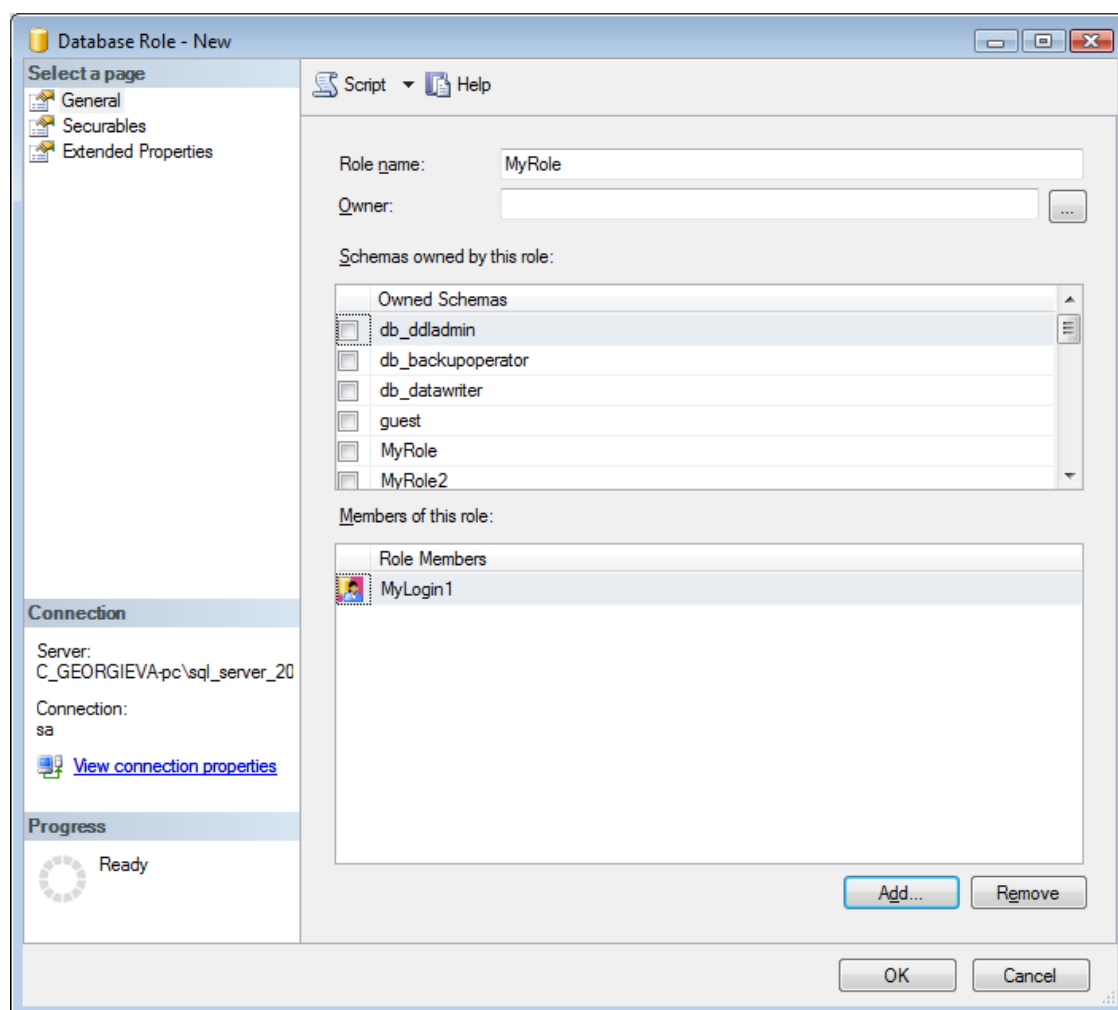 Database Role - New
Select a page
General
Securables
Extended Properties
Script
Help
Role name:
MyRole
Owner:
...
Schemas owned by this role:
Owned Schemas
db_ddladmin
db_backupoperator
db_datawriter
guest
MyRole
MyRole2
Members of this role:
Role Members
MyLogin1
Connection
Server:
C_GEORGIEVA-pc\sql_server_20
Connection:
sa
View connection properties
Progress
Ready
Add...
Remove
OK
Cancel